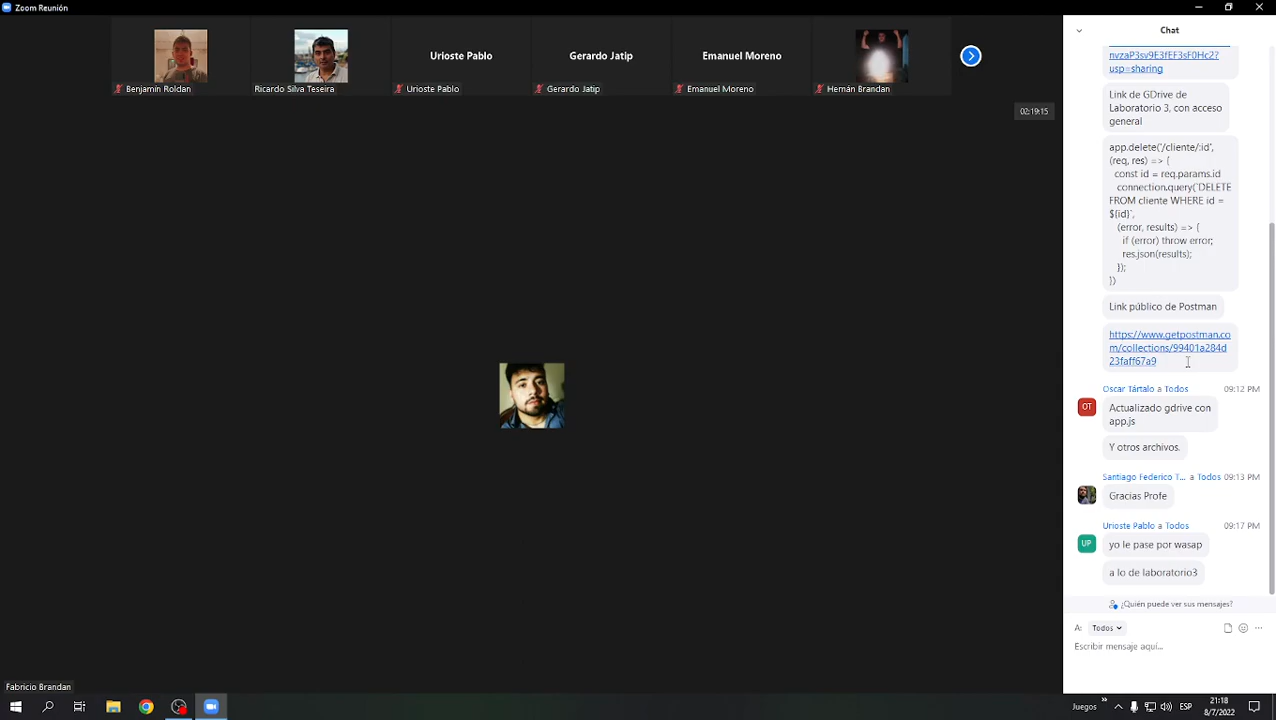 Zoom Reunión
Benjamín Roldan
Ricardo Silva Teseira
Urioste Pablo
Urioste Pablo
Gerardo Jatip
Gerardo Jatip
Emanuel Moreno
Emanuel Moreno
Hernán Brandan
02:19:15
Fabricio Brandan
Chat
nvzaP3sv9E3fEF3sF0Hc2?
usp=sharing
Link de GDrive de
Laboratorio 3, con acceso
general
app.delete("/cliente/:id",
(req, res) => {
const id = req.params.id
connection.query(`DELETE
FROM cliente WHERE id =
${id}`,
(error, results) => {
if (error) throw error;
res.json(results);
});
})
Link público de Postman
https://www.getpostman.co
m/collections/99401a284d
23faff67a9
Oscar Tártalo a Todos 09:12 PM
OT
Actualizado gdrive con
app.js
Y otros archivos.
Santiago Federico T... a Todos 09:13 PM
Gracias Profe
Urioste Pablo a Todos 09:17 PM
UP
yo le pase por wasap
a lo de laboratorio3
¿Quién puede ver sus mensajes?
A: Todos
Escribir mensaje aquí...
Juegos
ESP
21:18
8/7/2022